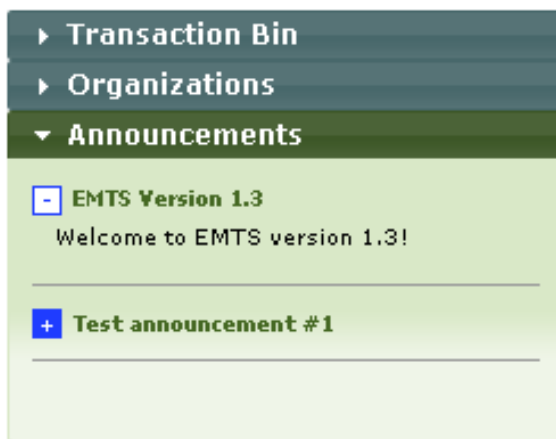 Transaction Bin
Organizations
Announcements
- EMTS Version 1.3
Welcome to EMTS version 1.3!
+ Test announcement #1